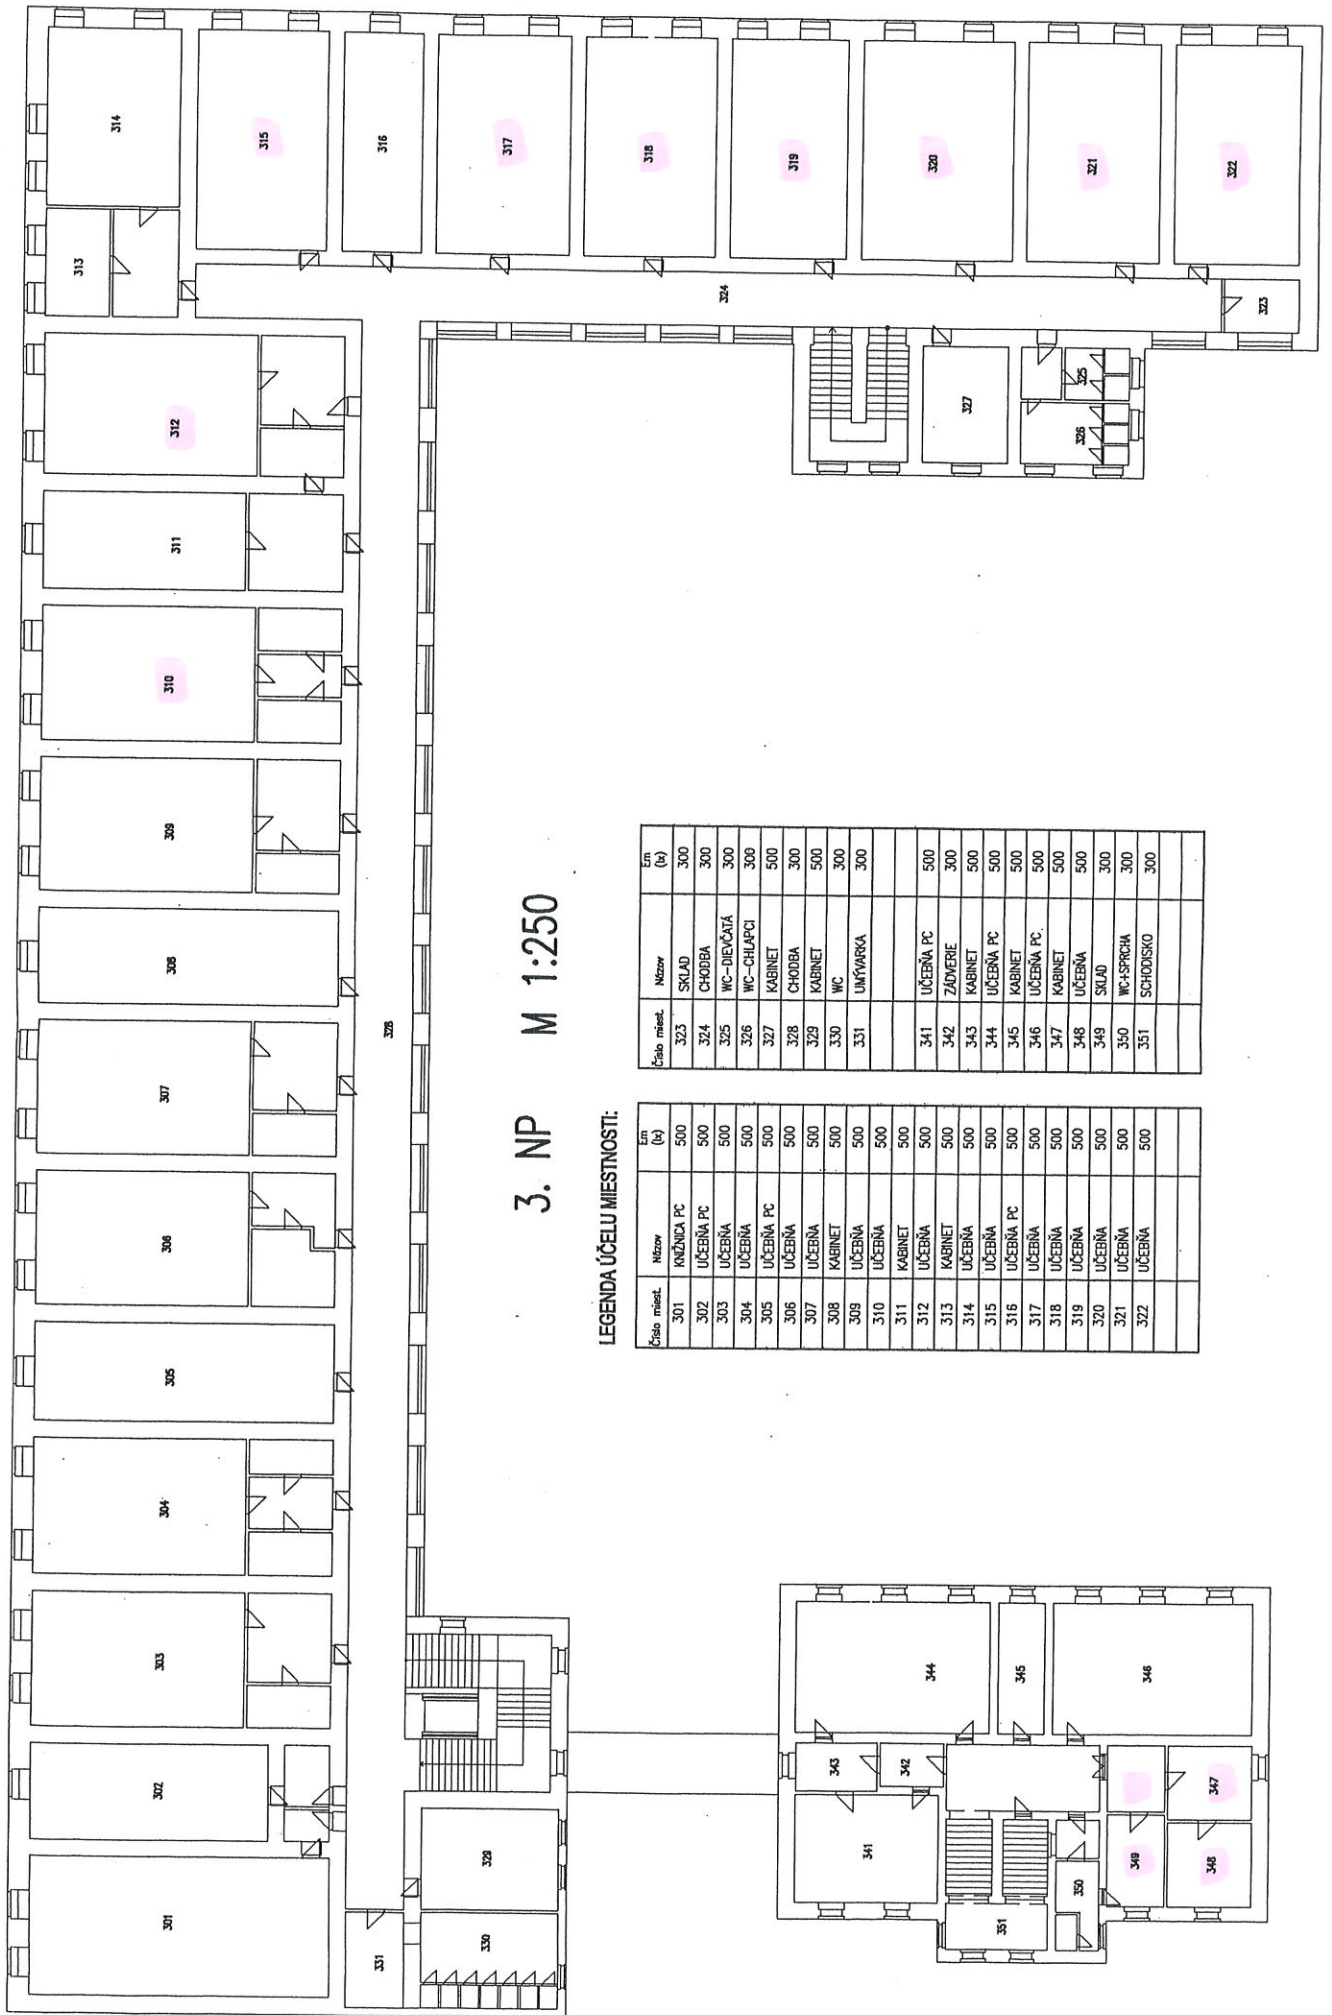 301
302
303
304
305
306
307
308
309
310
311
312
313
314
315
316
317
318
319
320
321
322
323
324
325
326
327
328
329
330
331
3. NP M 1:250
LEGENDA ÚČELU MIESTNOSTI:
Číslo miest. Názov Em (lx)
301 KNIŽNICA PC 500
302 UČEBŇA PC 500
303 UČEBŇA 500
304 UČEBŇA 500
305 UČEBŇA PC 500
306 UČEBŇA 500
307 UČEBŇA 500
308 KABINET 500
309 UČEBŇA 500
310 UČEBŇA 500
311 KABINET 500
312 UČEBŇA 500
313 KABINET 500
314 UČEBŇA 500
315 UČEBŇA 500
316 UČEBŇA PC 500
317 UČEBŇA 500
318 UČEBŇA 500
319 UČEBŇA 500
320 UČEBŇA 500
321 UČEBŇA 500
322 UČEBŇA 500
Číslo miest. Názov Em (lx)
323 SKLAD 300
324 CHODBA 300
325 WC-DIEVČATÁ 300
326 WC-CHLAPCI 300
327 KABINET 500
328 CHODBA 300
329 KABINET 500
330 WC 300
331 UMÝVARKA 300
341 UČEBŇA PC 500
342 ZÁDVERIE 300
343 KABINET 500
344 UČEBŇA PC 500
345 KABINET 500
346 UČEBŇA PC 500
347 KABINET 500
348 UČEBŇA 500
349 SKLAD 300
350 WC+SPRCHA 300
351 SCHODISKO 300
341
342
343
344
345
346
347
348
349
350
351